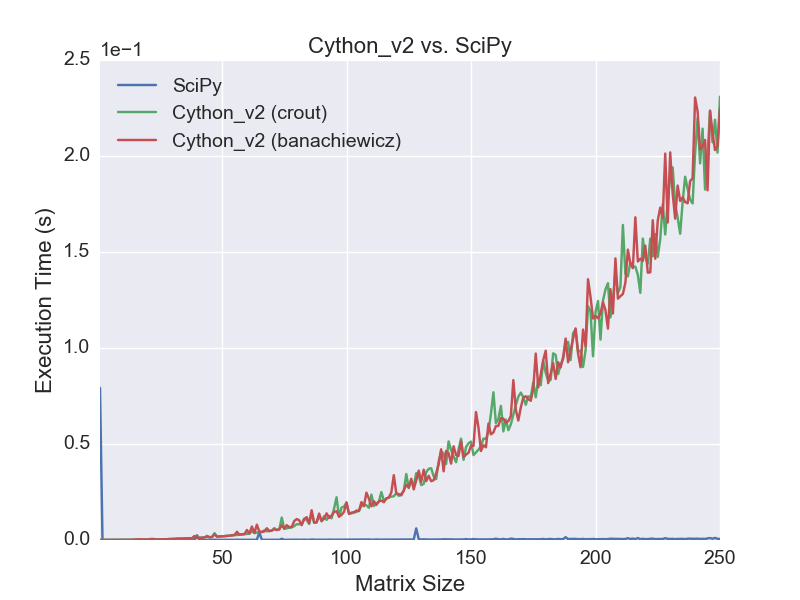 Cython_v2 vs. SciPy
1e−1
2.5
2.0
1.5
1.0
0.5
0.0
Execution Time (s)
SciPy
Cython_v2 (crout)
Cython_v2 (banachiewicz)
50 100 150 200 250
Matrix Size